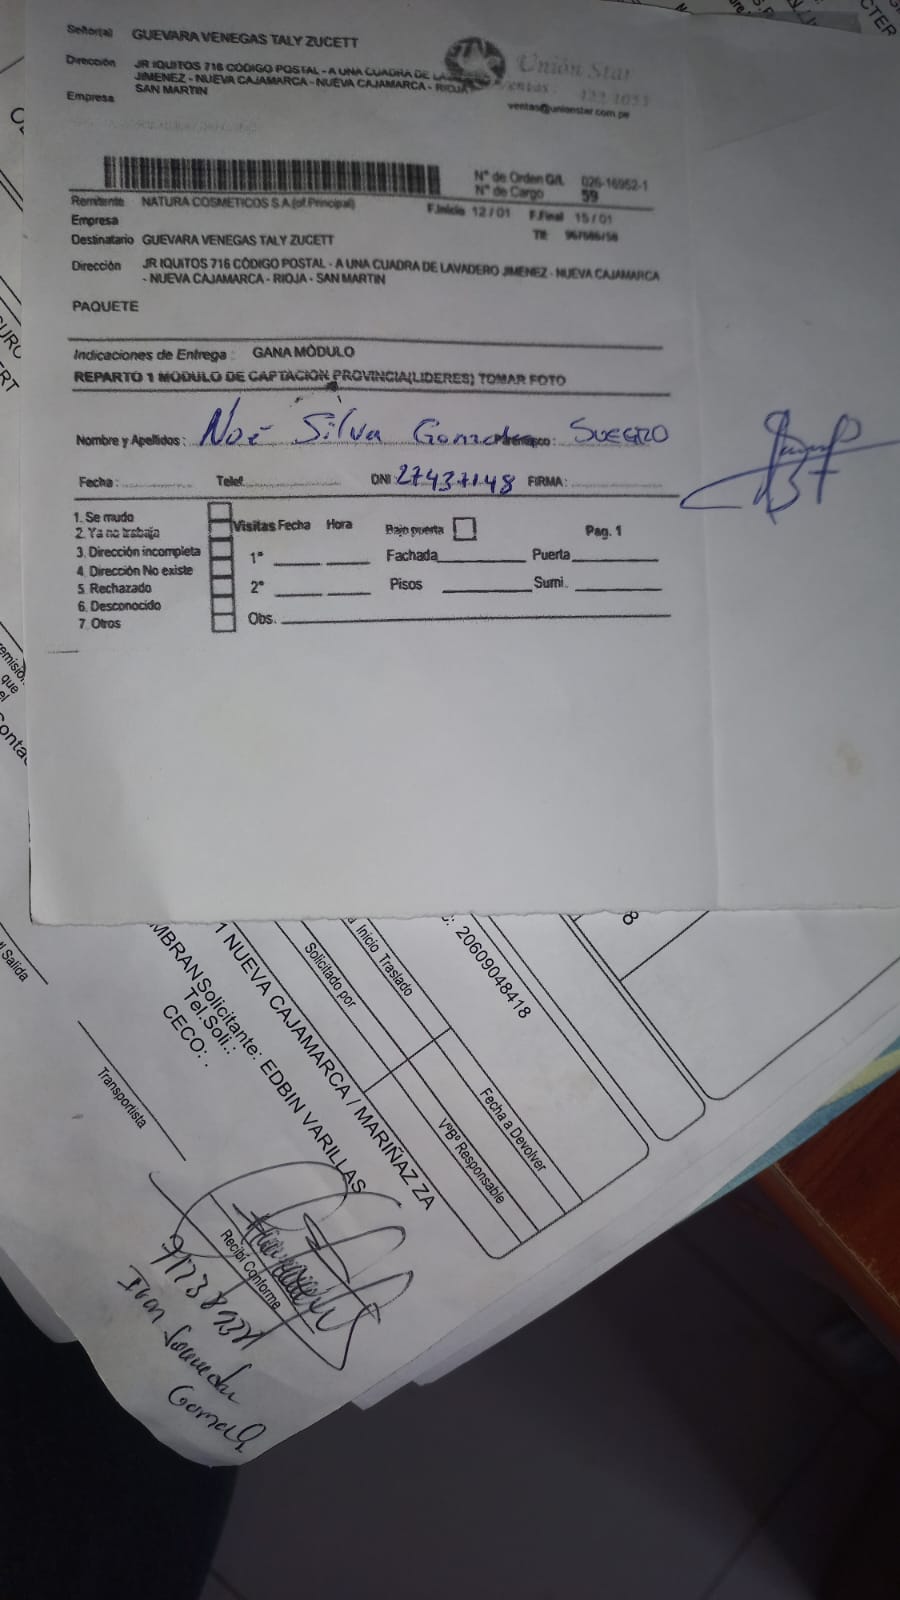 Señor(a) GUEVARA VENEGAS TALY ZUCETT
Dirección JR IQUITOS 716 CÓDIGO POSTAL - A UNA CUADRA DE LA
JIMENEZ - NUEVA CAJAMARCA - NUEVA CAJAMARCA - RIOJA
SAN MARTIN
Empresa
Unión Star
ventas@unionstar.com.pe
N° de Orden G/L 026-16952-1
N° de Cargo 59
Remitente NATURA COSMETICOS S.A.(of.Principal)
F.Inicio 12/01 F.Final 15/01
Empresa
Destinatario GUEVARA VENEGAS TALY ZUCETT
Dirección JR IQUITOS 716 CÓDIGO POSTAL - A UNA CUADRA DE LAVADERO JIMENEZ - NUEVA CAJAMARCA
- NUEVA CAJAMARCA - RIOJA - SAN MARTIN
PAQUETE
Indicaciones de Entrega : GANA MÓDULO
REPARTO 1 MODULO DE CAPTACION PROVINCIA(LIDERES) TOMAR FOTO
Nombre y Apellidos : Noé Silva SUEGRO
Fecha : Telef. DNI 27437148 FIRMA:
1. Se mudo
2. Ya no trabaja
3. Dirección incompleta
4. Dirección No existe
5. Rechazado
6. Desconocido
7. Otros
Visitas Fecha Hora Bajo puerta Pag. 1
1° Fachada Puerta
2° Pisos Sumi.
Obs.
: 20609048418
Inicio Traslado
Solicitado por
Fecha a Devolver
V°B° Responsable
1 NUEVA CAJAMARCA / MARIÑAZ ZA
MBRAN Solicitante: EDBIN VARILLAS
Tel.Soli.:
CECO: .
Salida
Transportista
Recibí Conforme